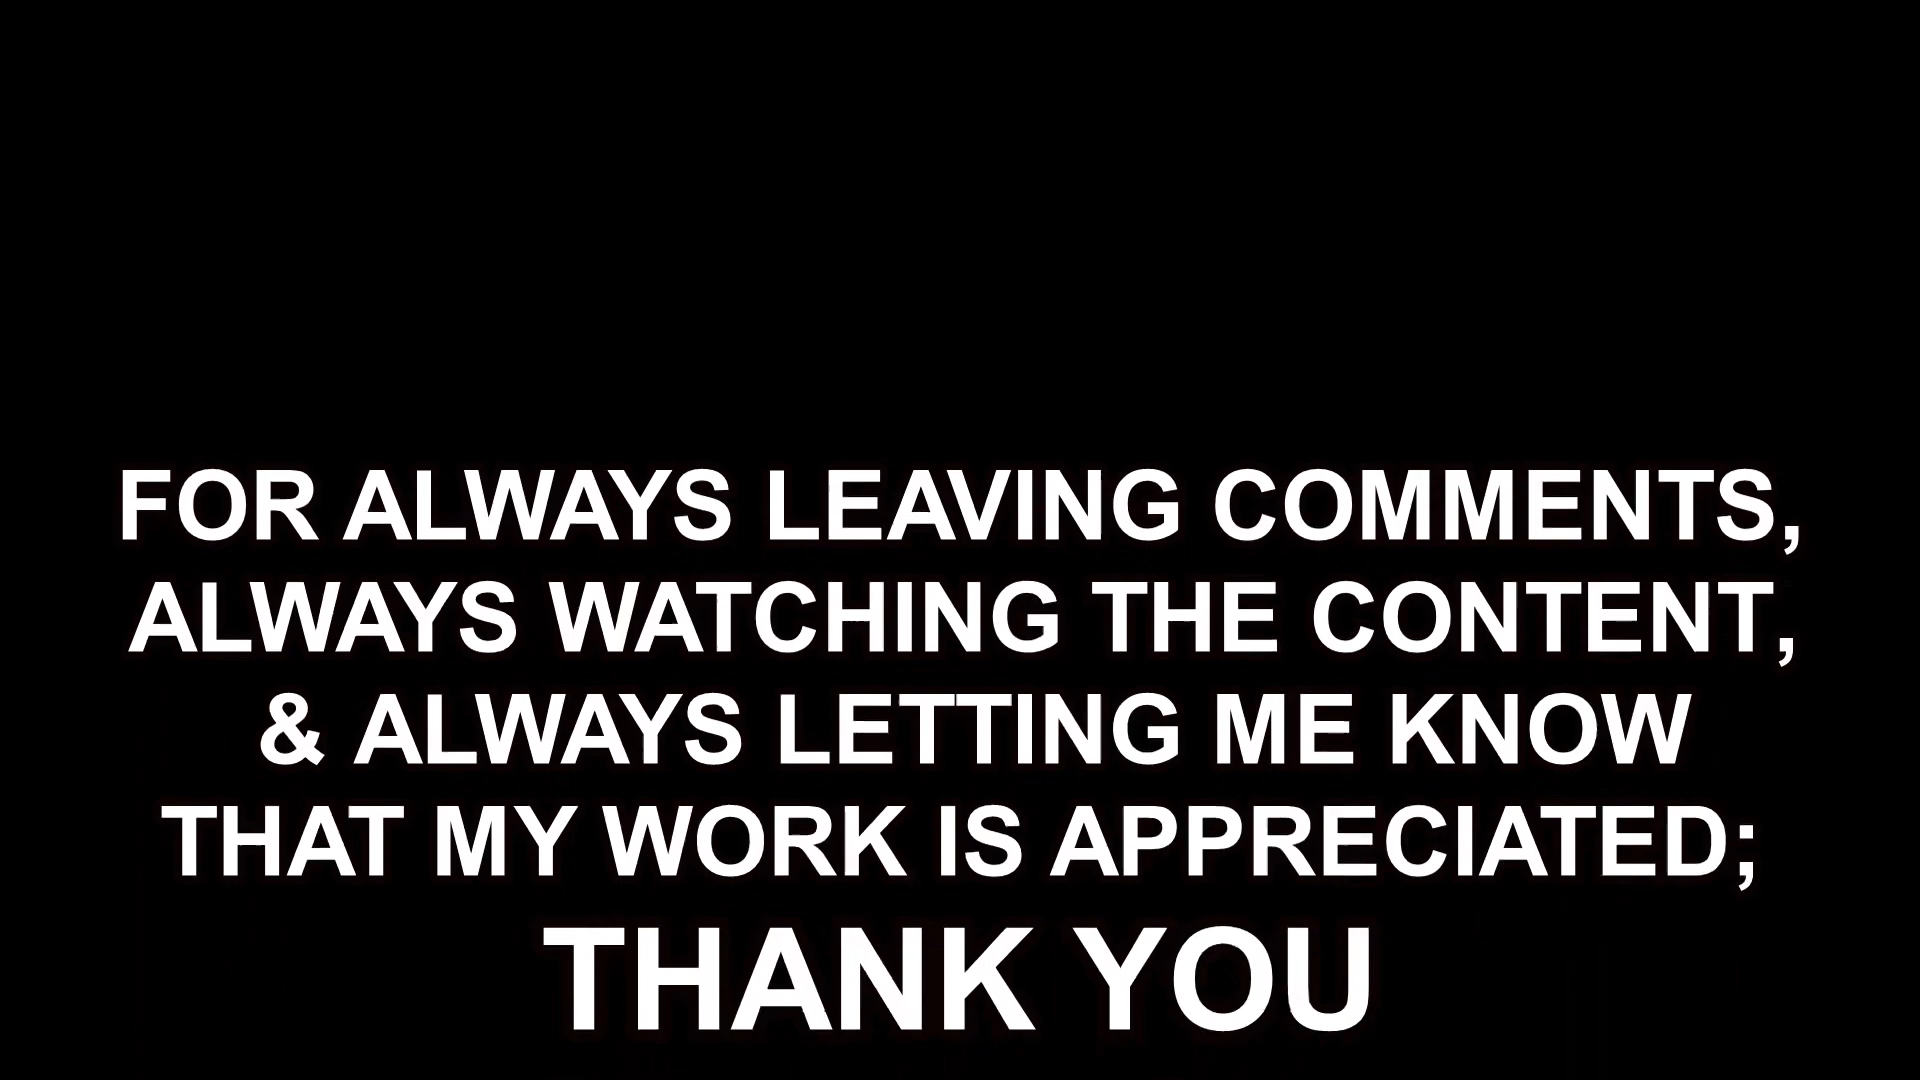 FOR ALWAYS LEAVING COMMENTS,
ALWAYS WATCHING THE CONTENT,
& ALWAYS LETTING ME KNOW
THAT MY WORK IS APPRECIATED;
THANK YOU